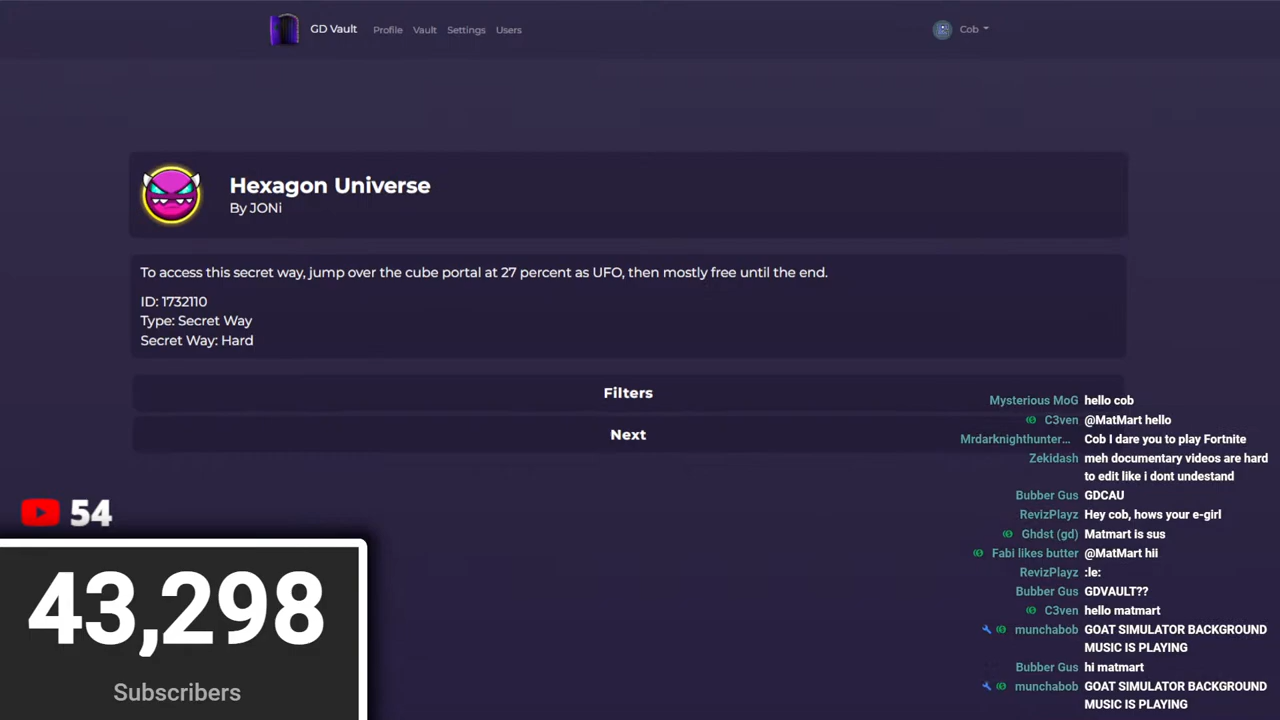 GD Vault Profile Vault Settings Users Cob
Hexagon Universe
By JONi
To access this secret way, jump over the cube portal at 27 percent as UFO, then mostly free until the end.
ID: 1732110
Type: Secret Way
Secret Way: Hard
Filters
Next
Mysterious MoG hello cob
C3ven @MatMart hello
Mrdarknighthunter... Cob I dare you to play Fortnite
Zekidash meh documentary videos are hard
to edit like i dont undestand
Bubber Gus GDCAU
RevizPlayz Hey cob, hows your e-girl
Ghdst (gd) Matmart is sus
Fabi likes butter @MatMart hii
RevizPlayz :le:
Bubber Gus GDVAULT??
C3ven hello matmart
munchabob GOAT SIMULATOR BACKGROUND
MUSIC IS PLAYING
Bubber Gus hi matmart
munchabob GOAT SIMULATOR BACKGROUND
MUSIC IS PLAYING
54
43,298
Subscribers